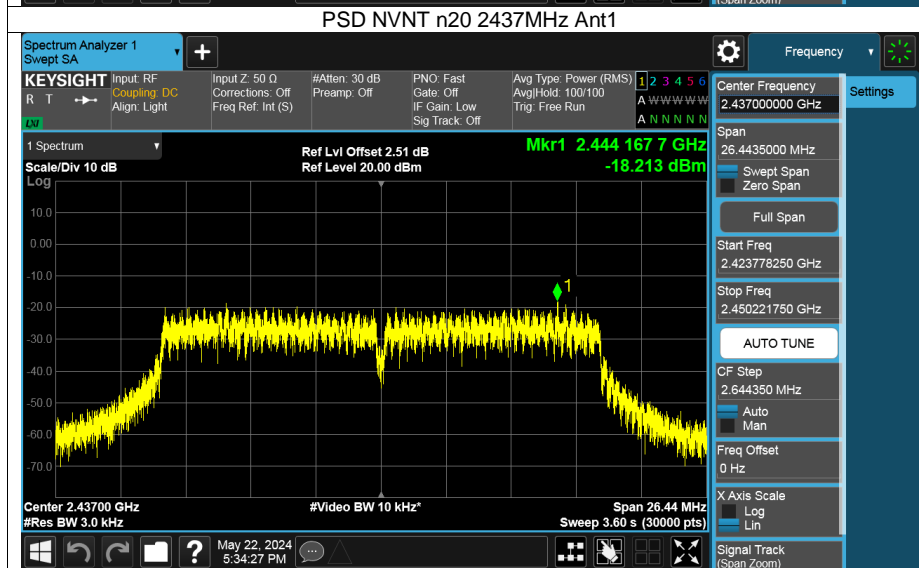 (Span Zoom)
PSD NVNT n20 2437MHz Ant1
Spectrum Analyzer 1
Swept SA
+
Frequency
KEYSIGHT
R T
LXI
Input: RF
Coupling: DC
Align: Light
Input Z: 50 Ω
Corrections: Off
Freq Ref: Int (S)
#Atten: 30 dB
Preamp: Off
PNO: Fast
Gate: Off
IF Gain: Low
Sig Track: Off
Avg Type: Power (RMS)
Avg|Hold: 100/100
Trig: Free Run
1 2 3 4 5 6
A W W W W W
A N N N N N
1 Spectrum
Scale/Div 10 dB
Log
Ref Lvl Offset 2.51 dB
Ref Level 20.00 dBm
Mkr1 2.444 167 7 GHz
-18.213 dBm
10.0
0.00
-10.0
-20.0
-30.0
-40.0
-50.0
-60.0
-70.0
1
Center 2.43700 GHz
#Res BW 3.0 kHz
#Video BW 10 kHz*
Span 26.44 MHz
Sweep 3.60 s (30000 pts)
?
May 22, 2024
5:34:27 PM
Center Frequency
2.437000000 GHz
Span
26.4435000 MHz
Swept Span
Zero Span
Full Span
Start Freq
2.423778250 GHz
Stop Freq
2.450221750 GHz
AUTO TUNE
CF Step
2.644350 MHz
Auto
Man
Freq Offset
0 Hz
X Axis Scale
Log
Lin
Signal Track
(Span Zoom)
Settings